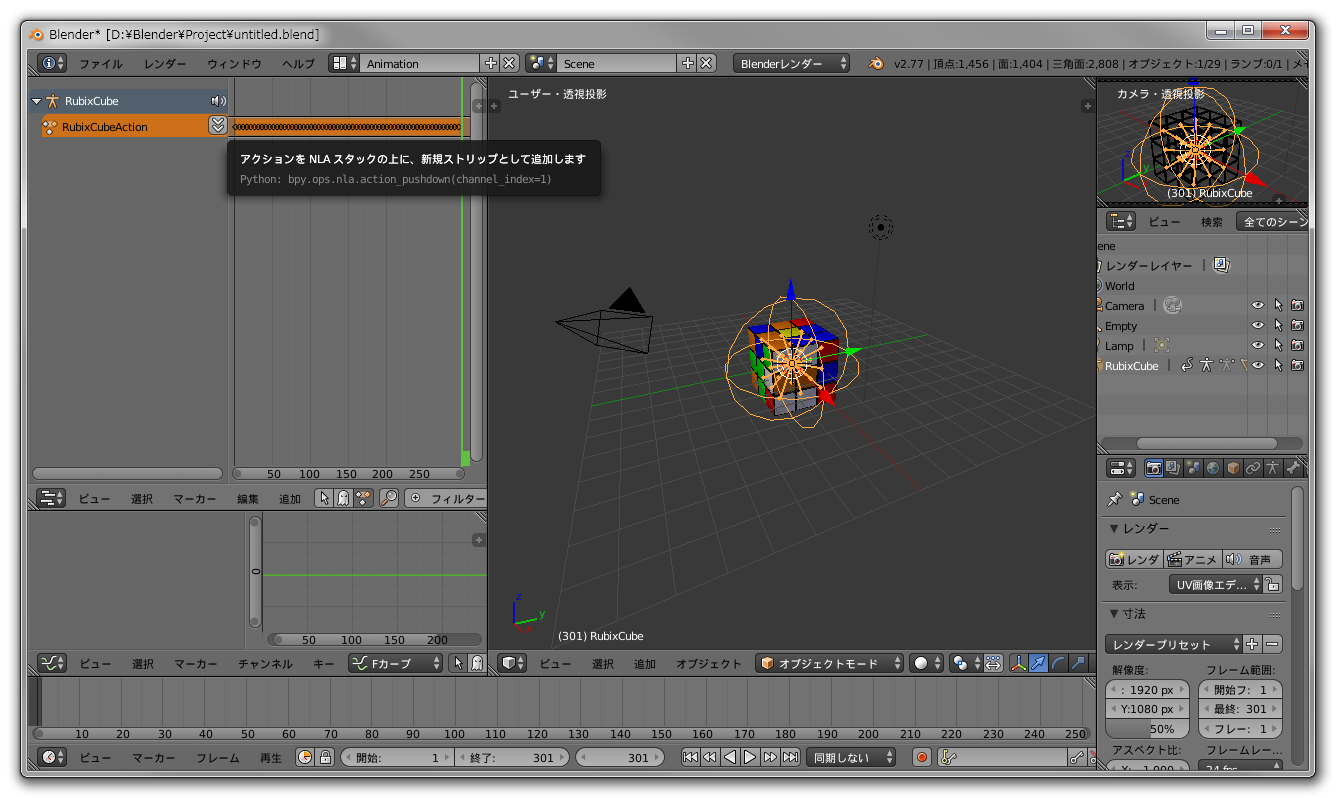 Blender* [D:¥Blender¥Project¥untitled.blend]
ファイル レンダー ウィンドウ ヘルプ Animation Scene Blenderレンダー v2.77 | 頂点:1,456 | 面:1,404 | 三角面:2,808 | オブジェクト:1/29 | ランプ:0/1 | メモ
RubixCube
RubixCubeAction
アクションを NLA スタックの上に、新規ストリップとして追加します
Python: bpy.ops.nla.action_pushdown(channel_index=1)
50 100 150 200 250
ビュー 選択 マーカー 編集 追加 フィルター
0
50 100 150 200
ビュー 選択 マーカー チャンネル キー Fカーブ
ユーザー・透視投影
(301) RubixCube
z
y
x
ビュー 選択 追加 オブジェクト オブジェクトモード
カメラ・透視投影
(301) RubixCube
ビュー 検索 全てのシーン
ene
レンダーレイヤー
World
Camera
Empty
Lamp
RubixCube
Scene
レンダー
レンダ アニメ 音声
表示: UV画像エデ...
寸法
レンダープリセット
解像度: フレーム範囲:
: 1920 px 開始フ: 1
Y:1080 px 最終: 301
50% フレー: 1
アスペクト比: フレームレー...
X: 1.000 24 fps
10 20 30 40 50 60 70 80 90 100 110 120 130 140 150 160 170 180 190 200 210 220 230 240 250
ビュー マーカー フレーム 再生 開始: 1 終了: 301 301 同期しない